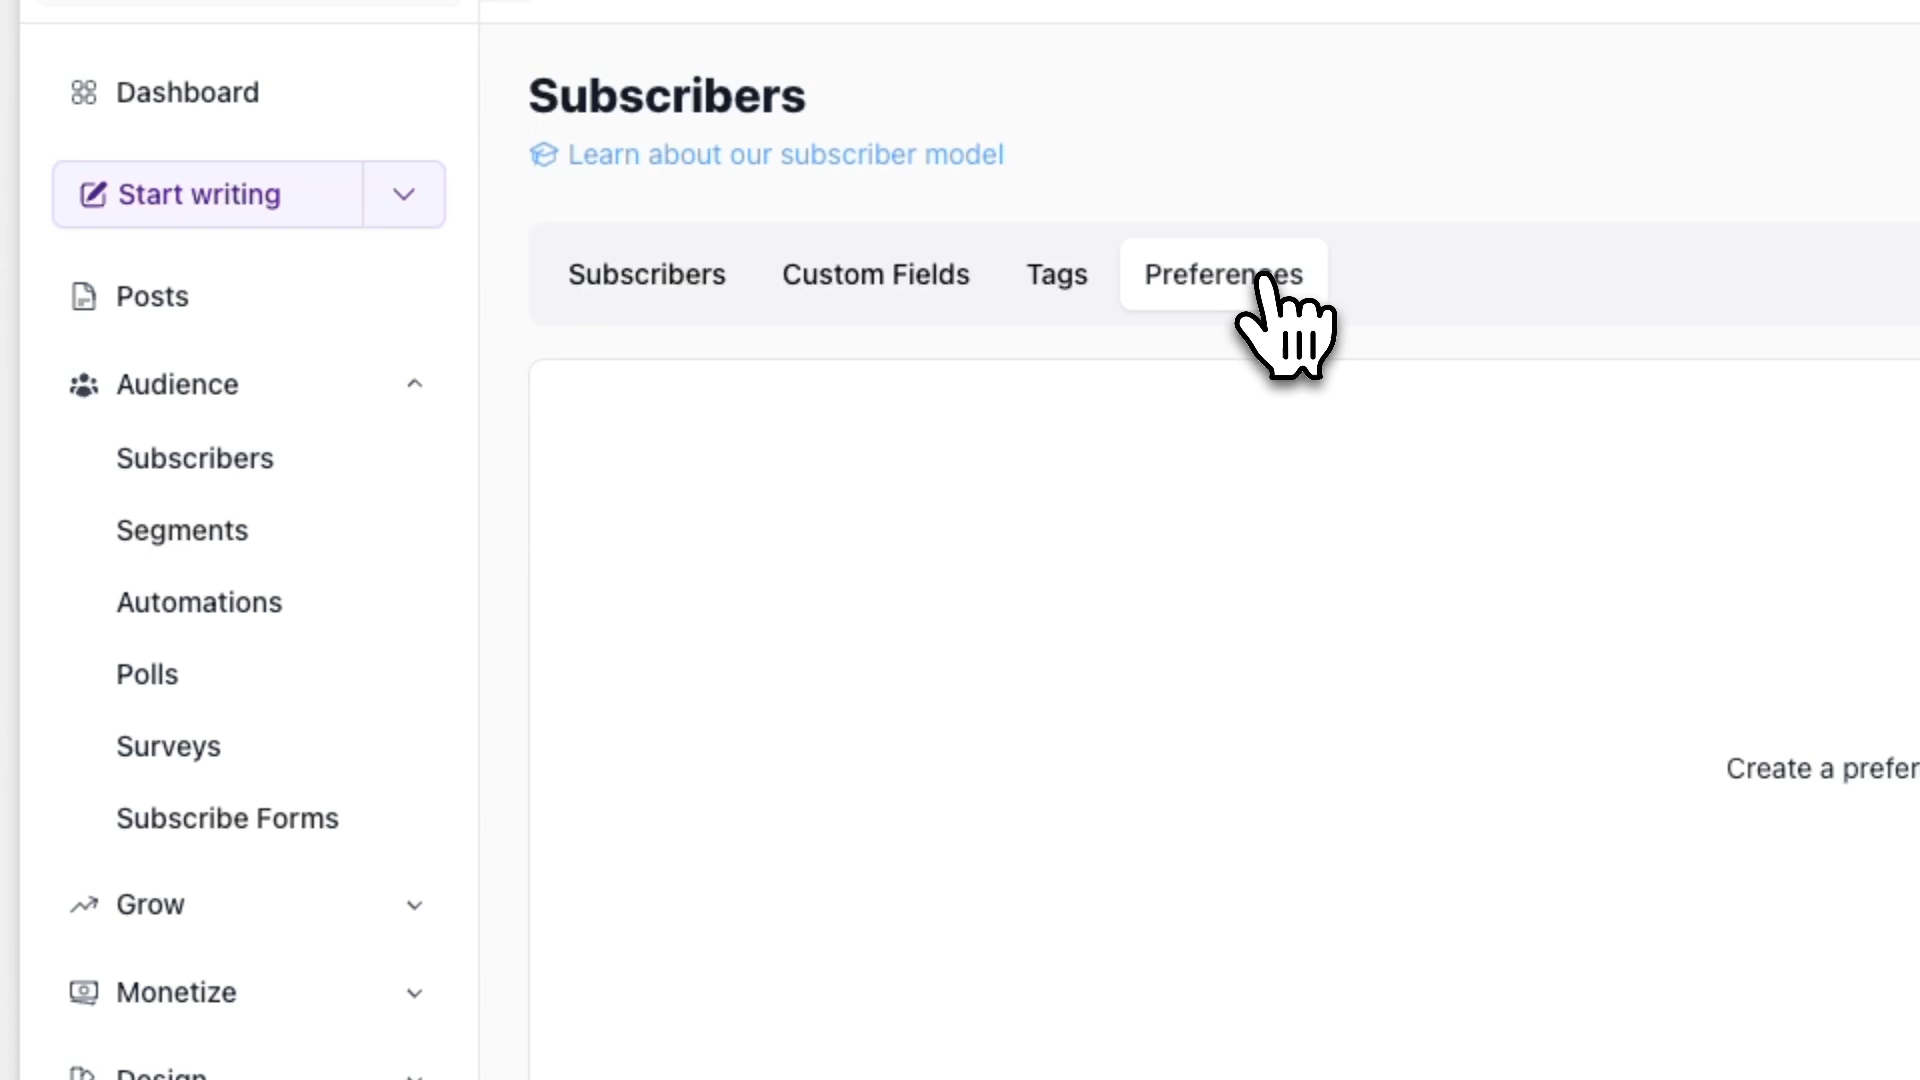 Dashboard
Start writing
Posts
Audience
Subscribers
Segments
Automations
Polls
Surveys
Subscribe Forms
Grow
Monetize
Design
Subscribers
Learn about our subscriber model
Subscribers Custom Fields Tags Preferences
Create a prefer